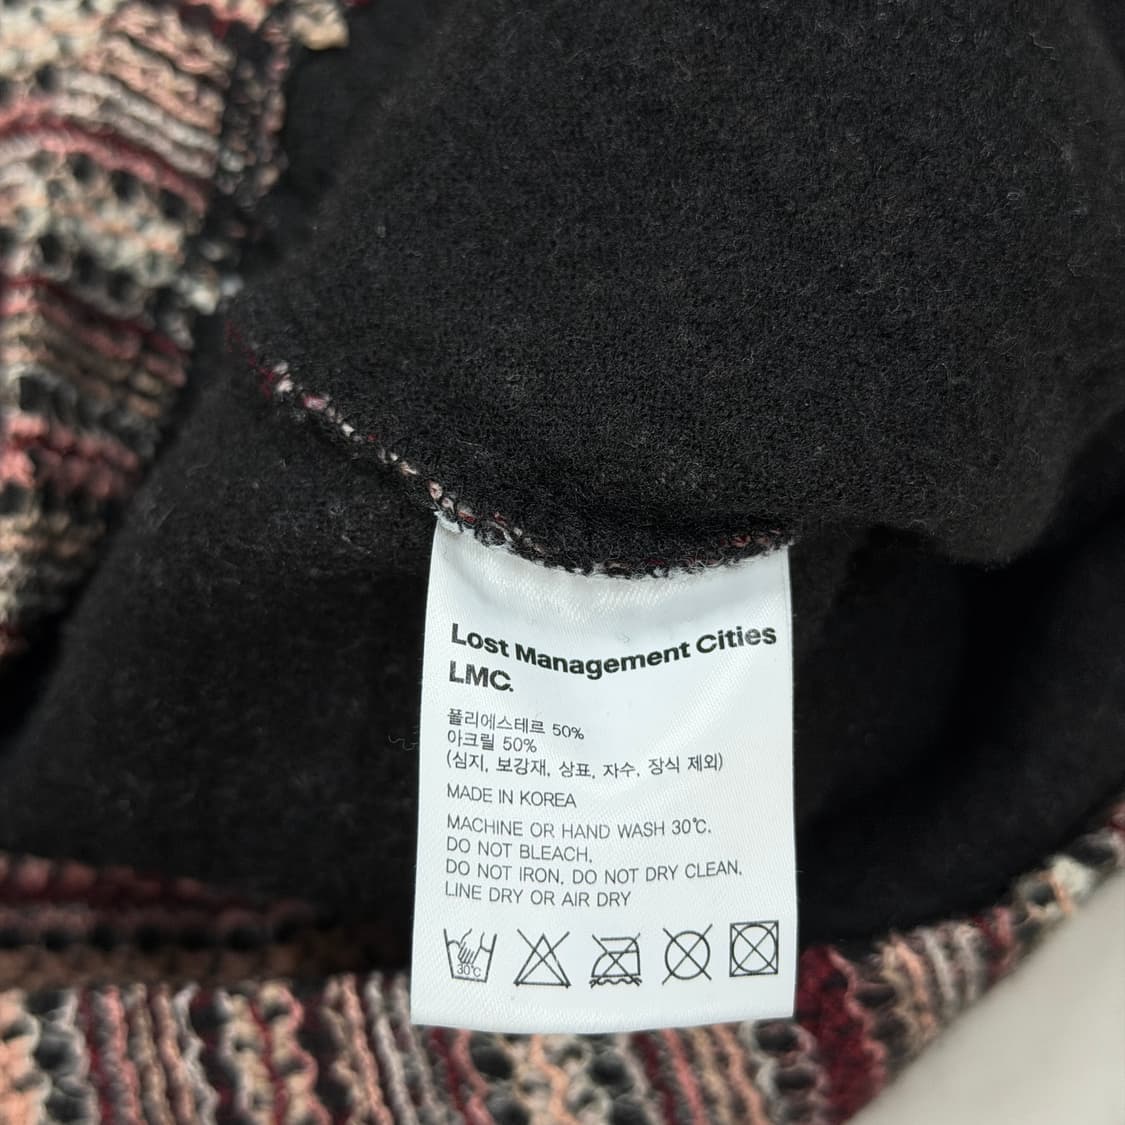 Lost Management Cities
LMC.
폴리에스테르 50%
아크릴 50%
(심지, 보강재, 상표, 자수, 장식 제외)
MADE IN KOREA
MACHINE OR HAND WASH 30℃.
DO NOT BLEACH.
DO NOT IRON. DO NOT DRY CLEAN.
LINE DRY OR AIR DRY
30℃